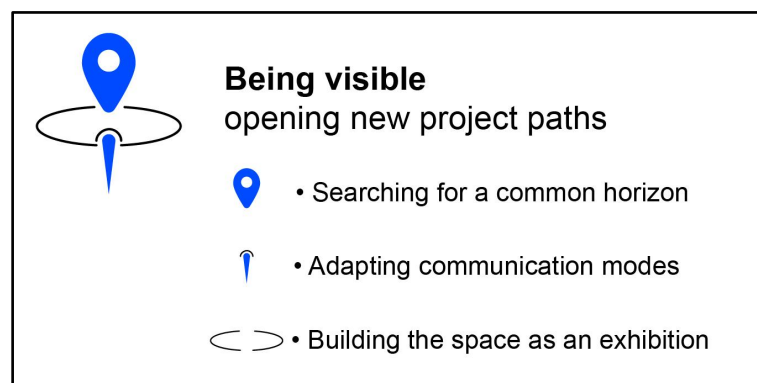 Being visible
opening new project paths
• Searching for a common horizon
• Adapting communication modes
• Building the space as an exhibition